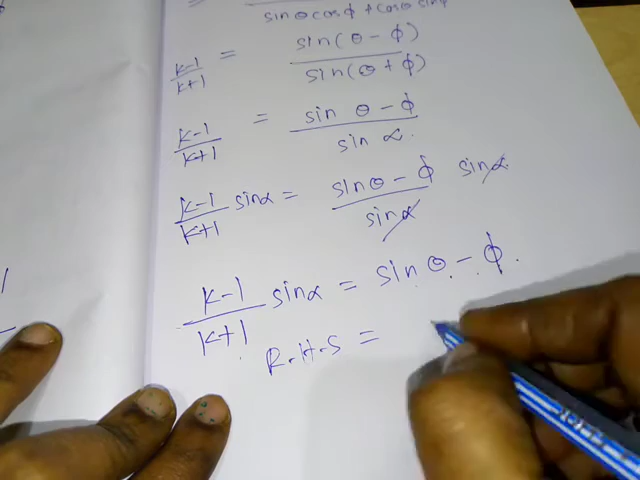 =
sinθcosϕ + cosθ sinϕ
k-1/k+1 = sin(θ - ϕ)/sin(θ + ϕ)
k-1/k+1 = sin θ - ϕ/sin α.
k-1/k+1 sinα = sinθ - ϕ/sinα sinα
k-1/k+1 sinα = sin θ - ϕ.
R.H.S =